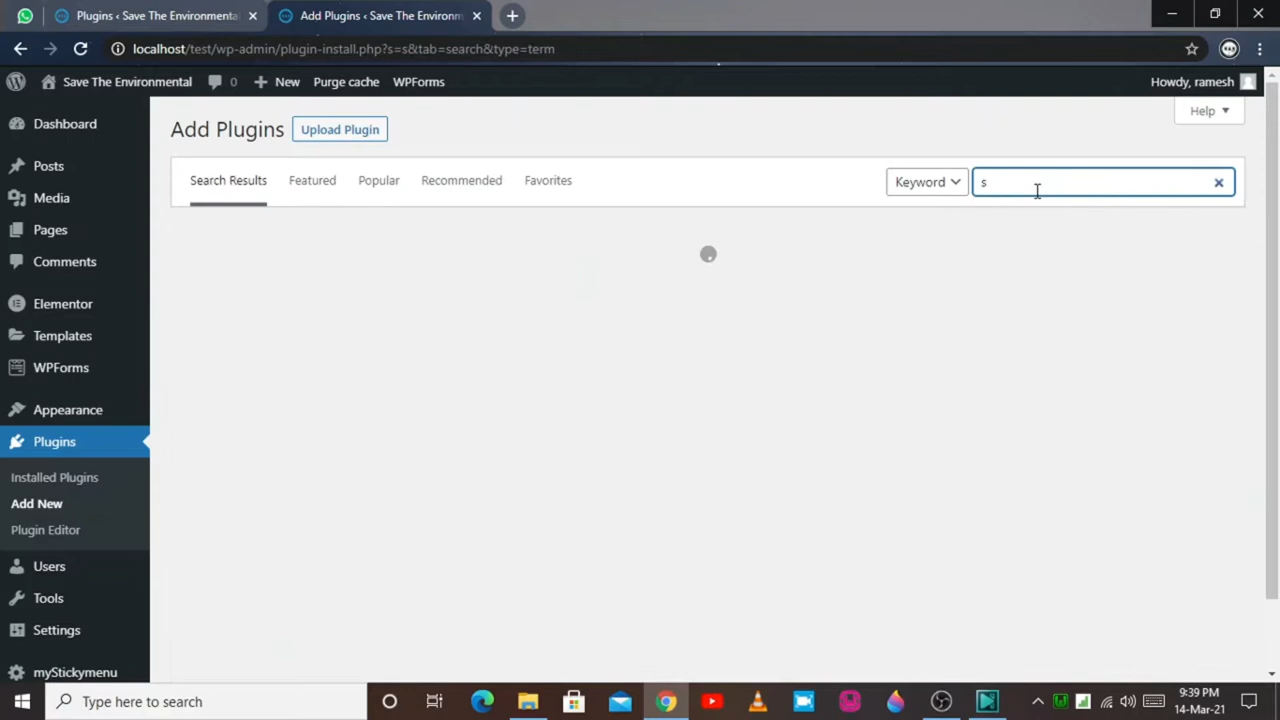 Plugins ‹ Save The Environmental
Add Plugins ‹ Save The Environm
localhost/test/wp-admin/plugin-install.php?s=s&tab=search&type=term
Save The Environmental
0
New
Purge cache
WPForms
Howdy, ramesh
Help
Dashboard
Posts
Media
Pages
Comments
Elementor
Templates
WPForms
Appearance
Plugins
Installed Plugins
Add New
Plugin Editor
Users
Tools
Settings
myStickymenu
Add Plugins
Upload Plugin
Search Results
Featured
Popular
Recommended
Favorites
Keyword
s
Type here to search
9:39 PM
14-Mar-21